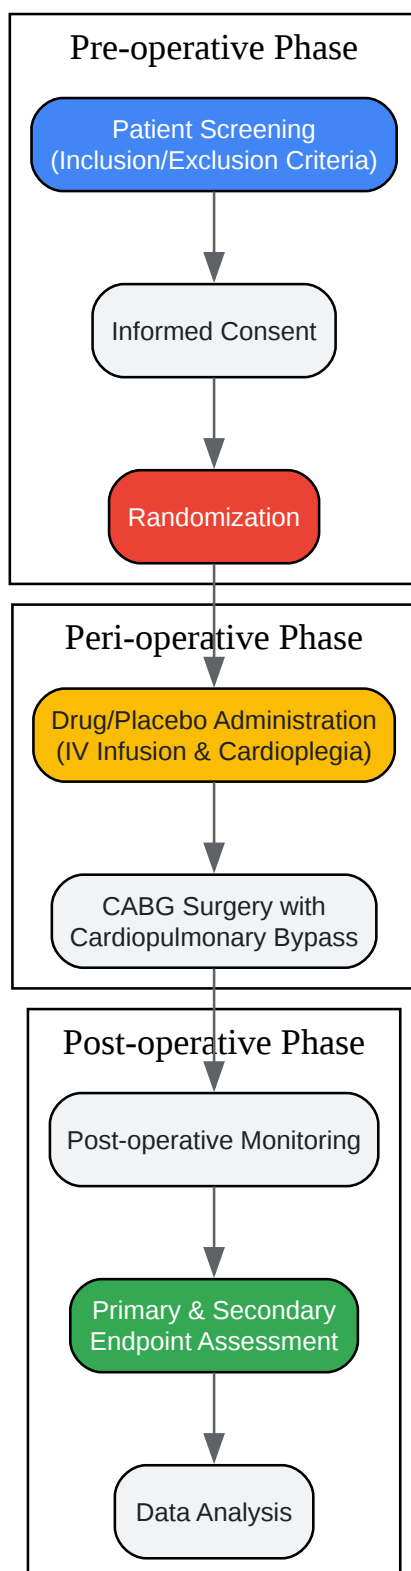 Pre-operative Phase
Patient Screening
(Inclusion/Exclusion Criteria)
Informed Consent
Randomization
Peri-operative Phase
Drug/Placebo Administration
(IV Infusion & Cardioplegia)
CABG Surgery with
Cardiopulmonary Bypass
Post-operative Phase
Post-operative Monitoring
Primary & Secondary
Endpoint Assessment
Data Analysis